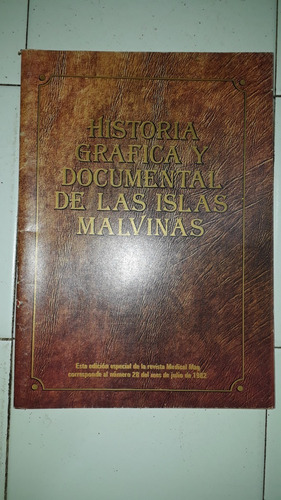 HISTORIA
GRAFICA Y
DOCUMENTAL
DE LAS ISLAS
MALVINAS
Esta edición especial de la revista Medical Mag
corresponde al número 28 del mes de julio de 1982